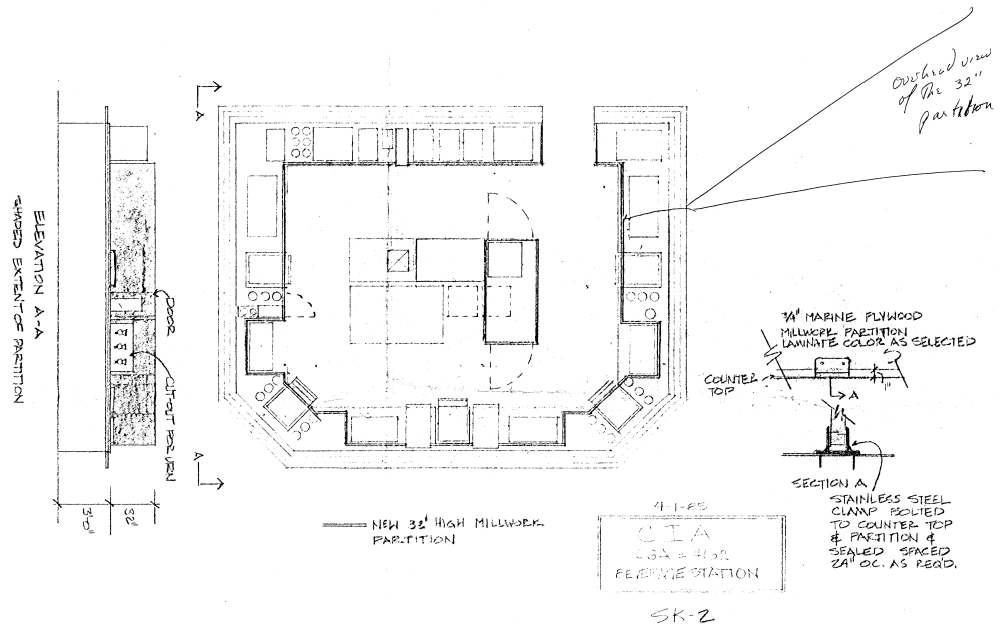 overhead view
of the 32"
partition
A
A
ELEVATION A-A
SHADED EXTENT OF PARTITION
DOOR
CUTOUT RETURN
3'-0"
32"
3/4" MARINE PLYWOOD
MILLWORK PARTITION
LAMINATE COLOR AS SELECTED
COUNTER
TOP
1"
A
SECTION A
STAINLESS STEEL
CLAMP BOLTED
TO COUNTER TOP
& PARTITION &
SEALED SPACED
24" OC. AS REQ'D.
NEW 32" HIGH MILLWORK
PARTITION
4-1-85
CIA
BEVERAGE STATION
SK-2